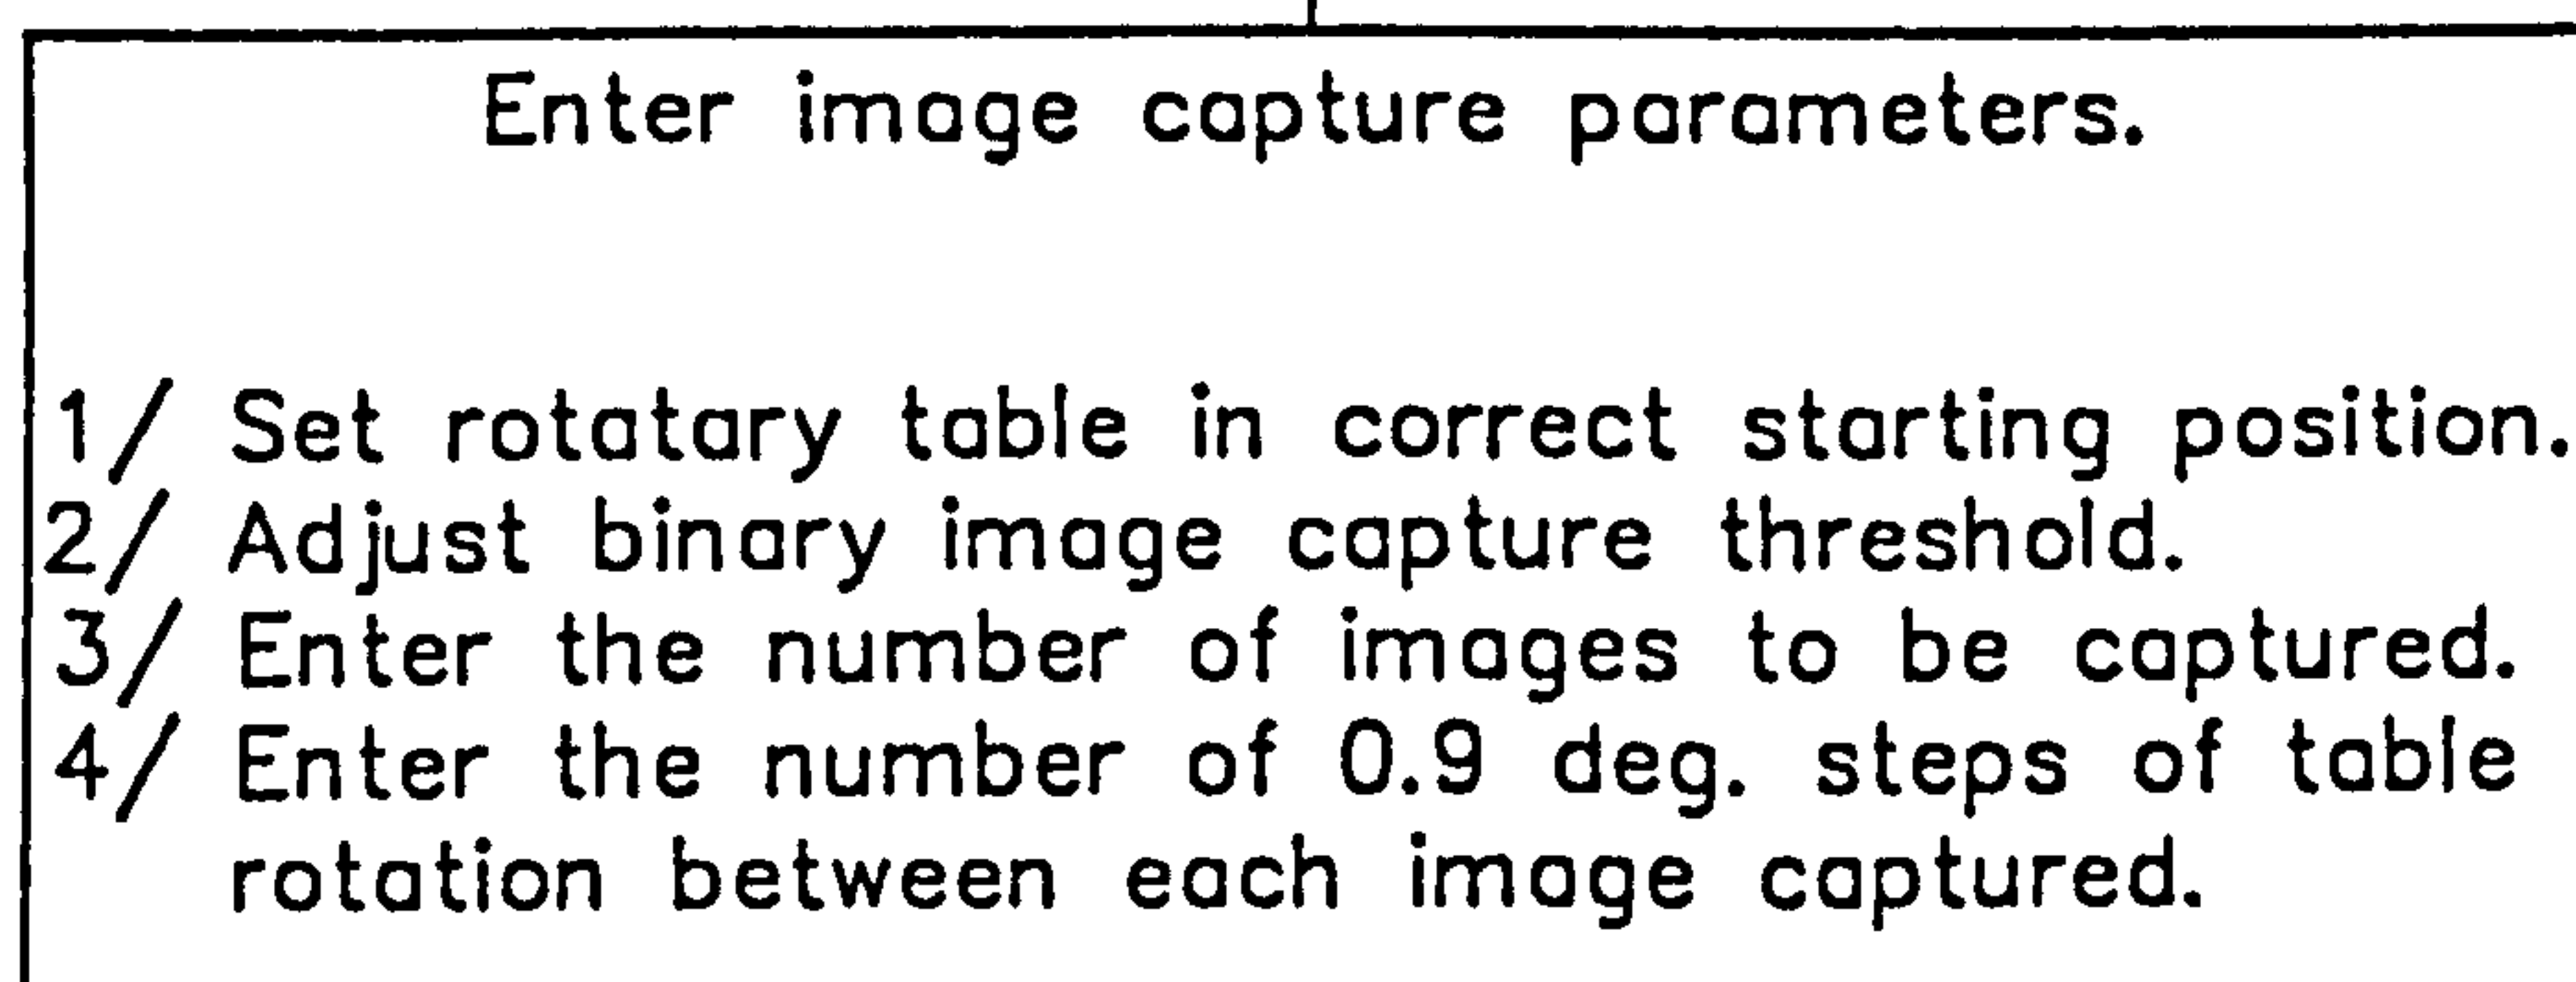 Enter image capture parameters.
1/ Set rotatary table in correct starting position.
2/ Adjust binary image capture threshold.
3/ Enter the number of images to be captured.
4/ Enter the number of 0.9 deg. steps of table
rotation between each image captured.